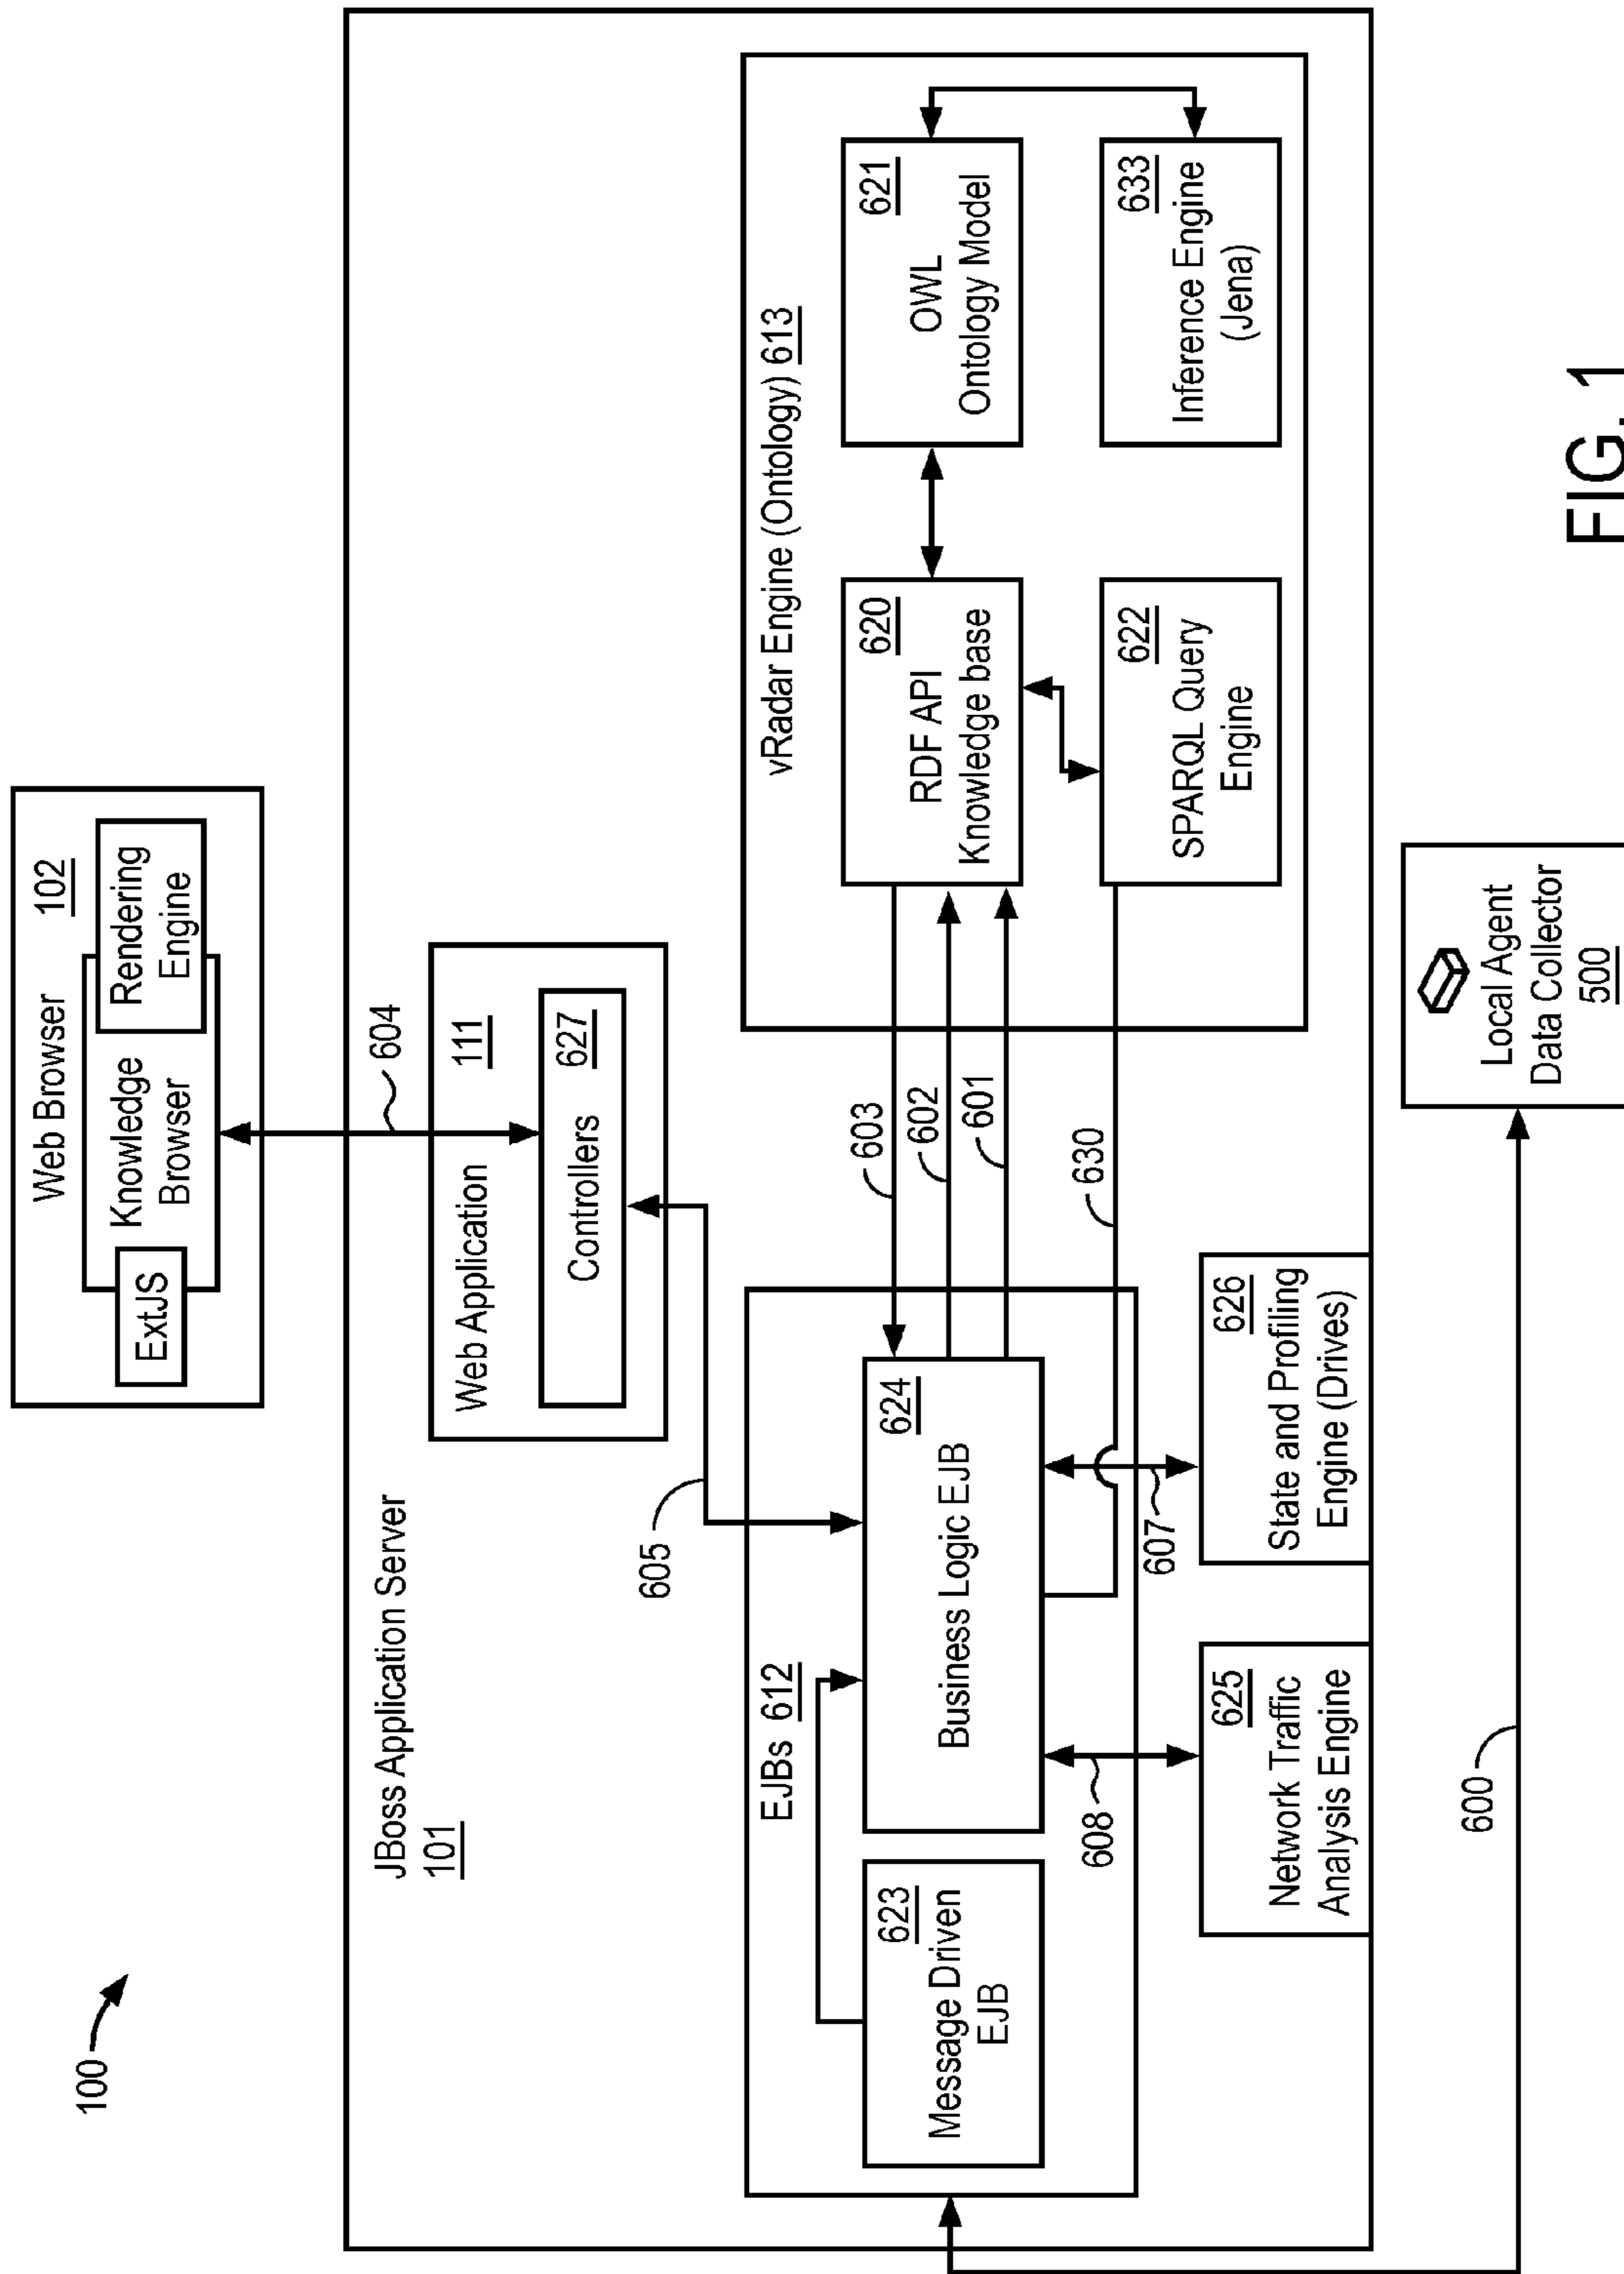 100
Web Browser 102
ExtJS
Knowledge
Browser
Rendering
Engine
604
JBoss Application Server
101
Web Application 111
627
Controllers
605
EJBs 612
623
Message Driven
EJB
624
Business Logic EJB
603
602
601
630
608
607
625
Network Traffic
Analysis Engine
626
State and Profiling
Engine (Drives)
vRadar Engine (Ontology) 613
620
RDF API
Knowledge base
621
OWL
Ontology Model
622
SPARQL Query
Engine
633
Inference Engine
(Jena)
600
Local Agent
Data Collector
500
FIG. 1